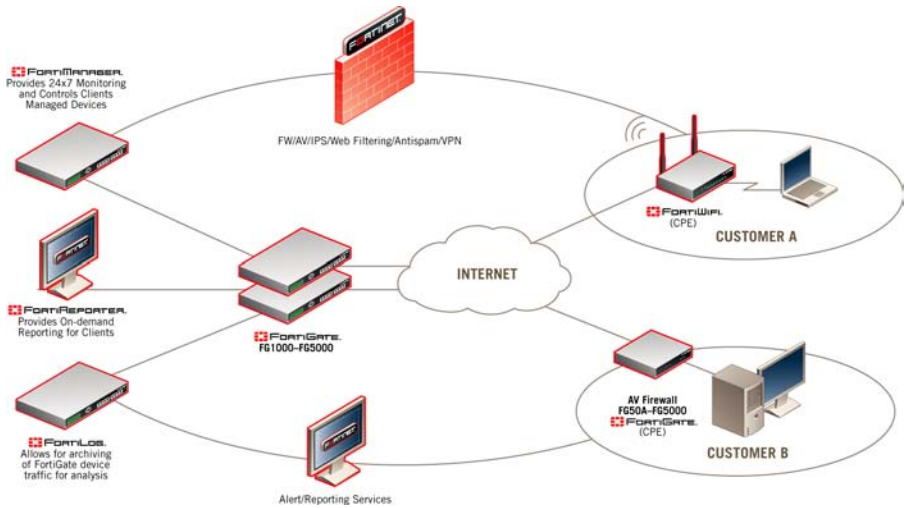 FORTINET
FORTIMANAGER
Provides 24x7 Monitoring
and Controls Clients
Managed Devices
FW/AV/IPS/Web Filtering/Antispam/VPN
FORTIWIFI
(CPE)
CUSTOMER A
FORTINET
FORTIREPORTER
Provides On-demand
Reporting for Clients
INTERNET
FORTIGATE
FG1000–FG5000
AV Firewall
FG50A–FG5000
FORTIGATE
(CPE)
CUSTOMER B
FORTILOG
Allows for archiving
of FortiGate device
traffic for analysis
FORTINET
Alert/Reporting Services